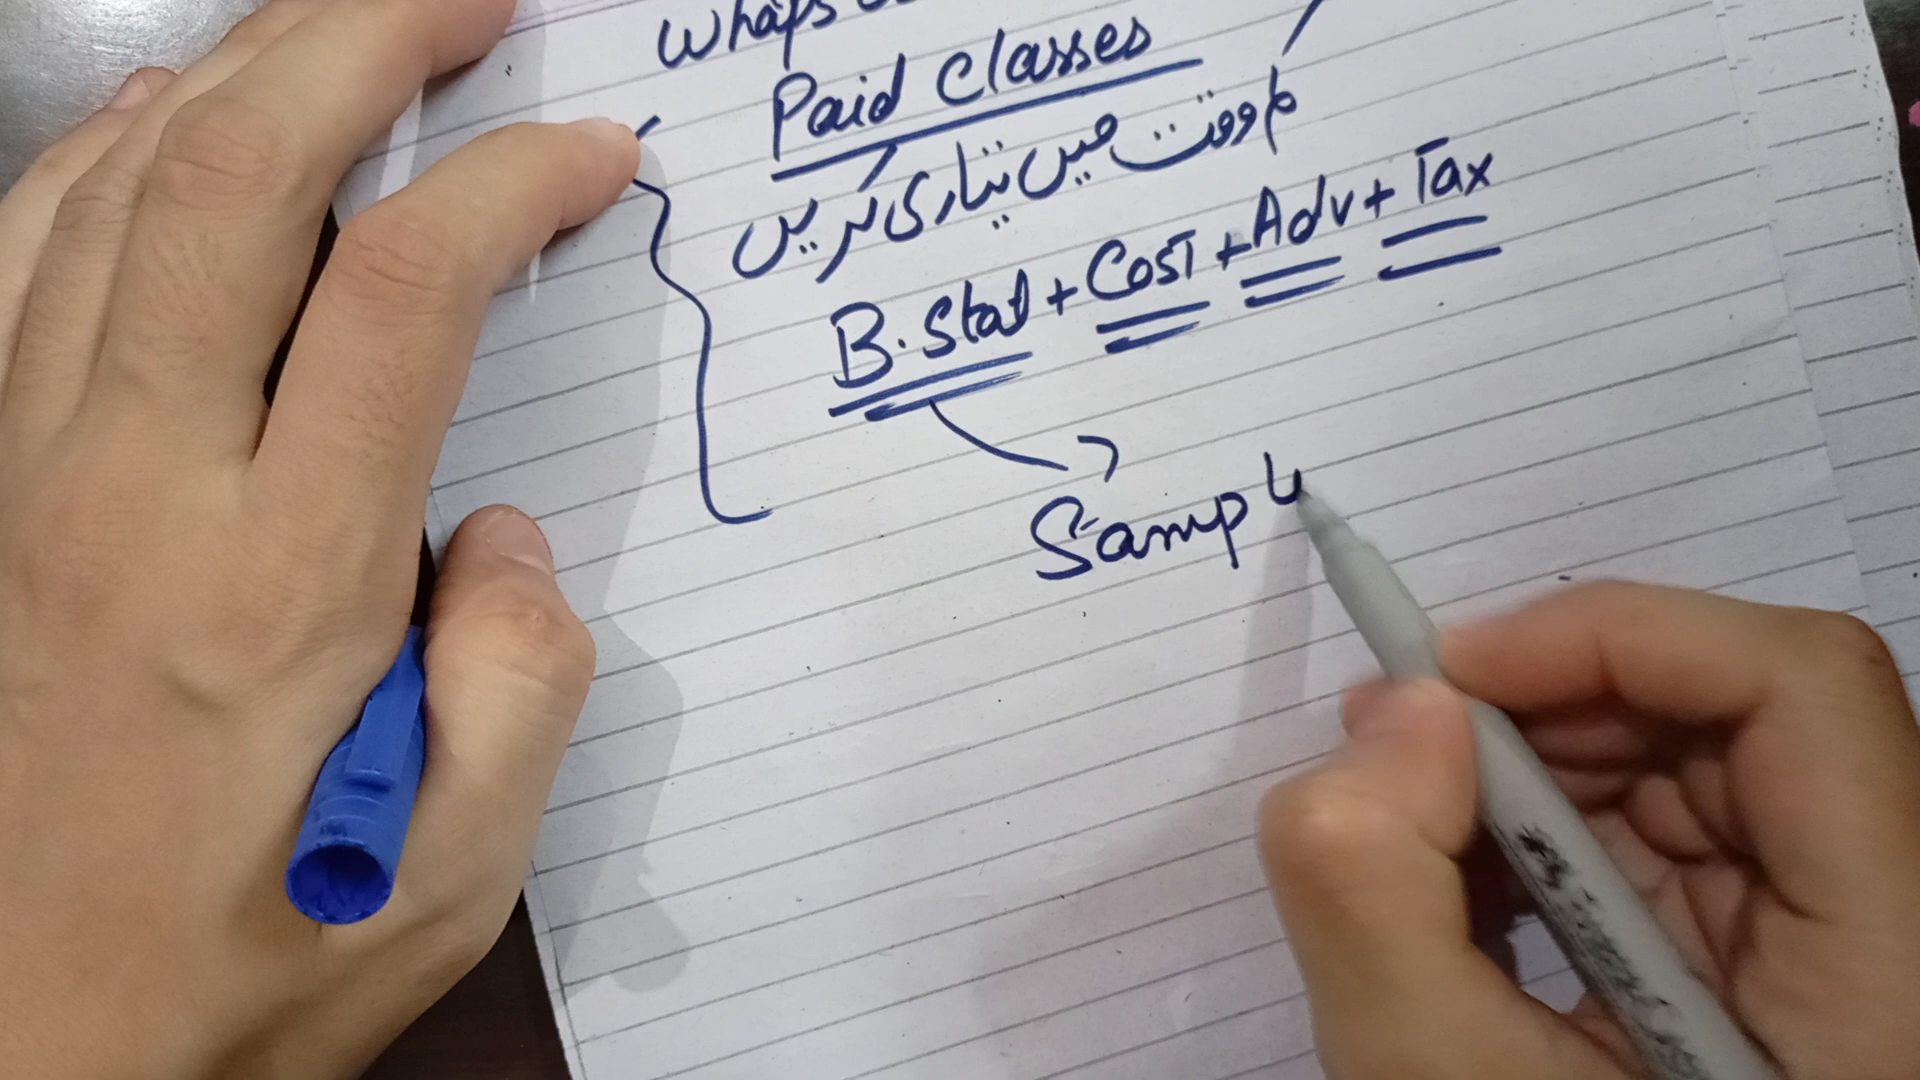 Paid Classes
کم وقت میں تیاری کریں
B.Stat + Cost + Adv + Tax
Sampl